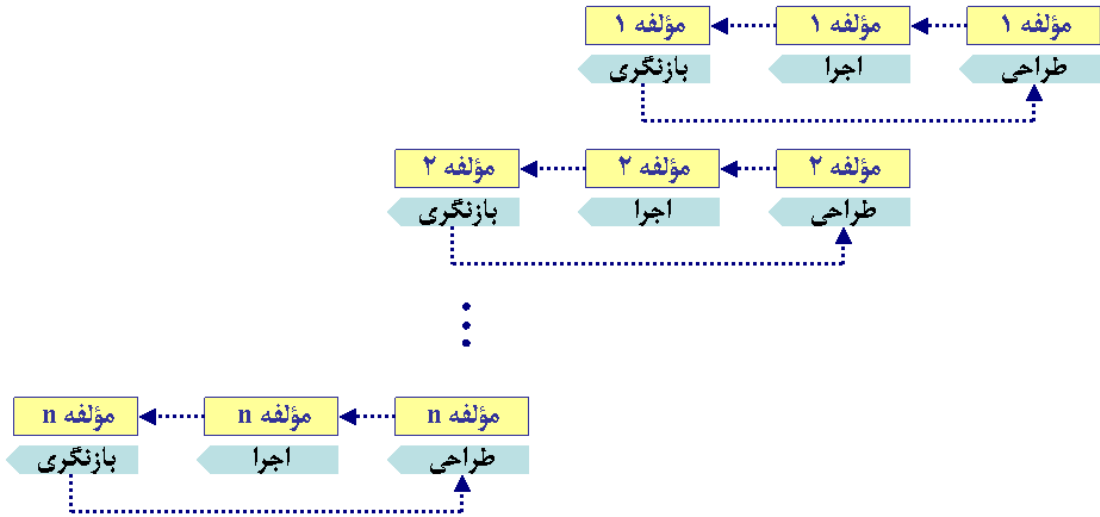 مؤلفه ۱ مؤلفه ۱ مؤلفه ۱
طراحی اجرا بازنگری
مؤلفه ۲ مؤلفه ۲ مؤلفه ۲
طراحی اجرا بازنگری
مؤلفه n مؤلفه n مؤلفه n
طراحی اجرا بازنگری